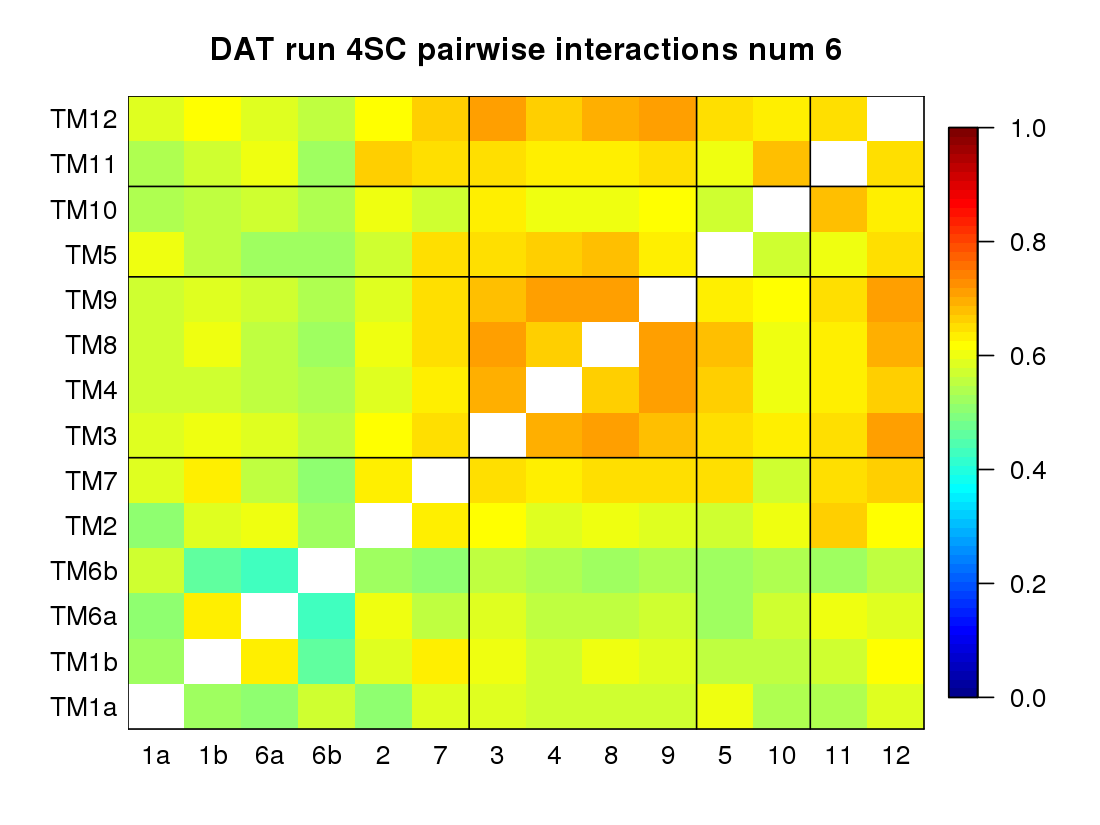 DAT run 4SC pairwise interactions num 6
TM12
TM11
TM10
TM5
TM9
TM8
TM4
TM3
TM7
TM2
TM6b
TM6a
TM1b
TM1a
1a 1b 6a 6b 2 7 3 4 8 9 5 10 11 12
1.0
0.8
0.6
0.4
0.2
0.0